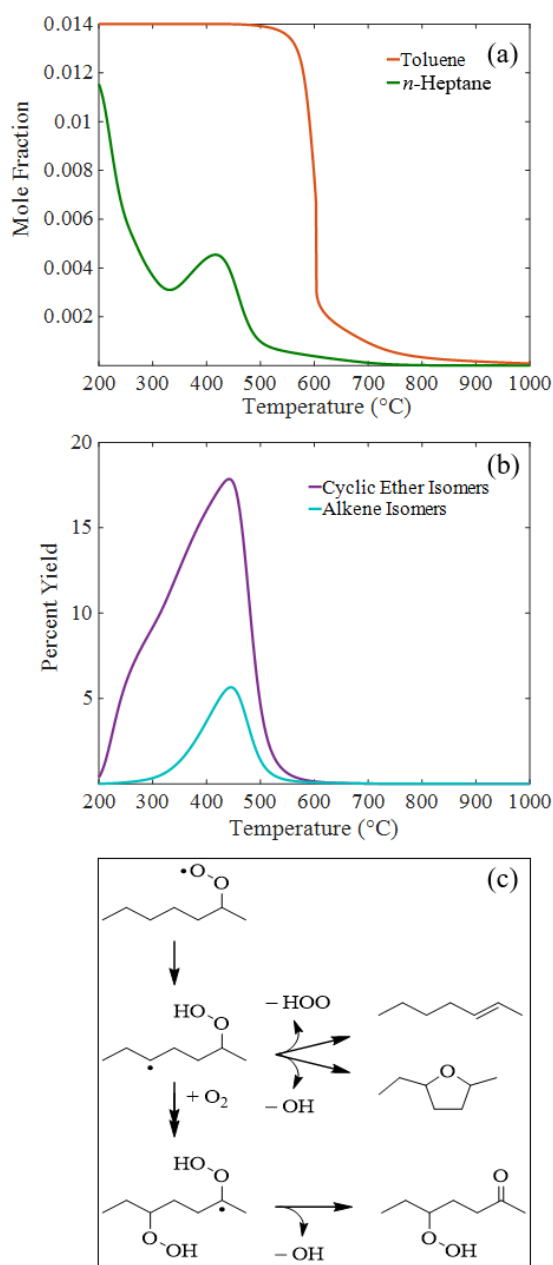 (a)
Toluene
n-Heptane
0.014
0.012
0.01
0.008
0.006
0.004
0.002
Mole Fraction
200 300 400 500 600 700 800 900 1000
Temperature (°C)
(b)
Cyclic Ether Isomers
Alkene Isomers
20
15
10
5
Percent Yield
200 300 400 500 600 700 800 900 1000
Temperature (°C)
(c)
•O
O
HO
O
– HOO
•
O
+ O2
– OH
HO
O
O
•
O
OH
– OH
O
OH